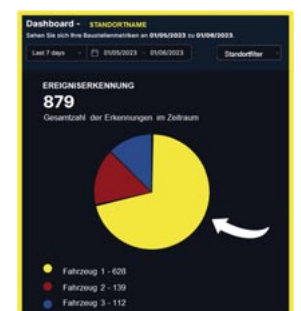 Dashboard - STANDORTNAME
Sehen Sie sich Ihre Baustellenmetriken an 01/05/2023 zu 01/06/2023.
Last 7 days 01/05/2023 - 01/06/2023 Standortfilter
EREIGNISERKENNUNG
879
Gesamtzahl der Erkennungen im Zeitraum
Fahrzeug 1 - 628
Fahrzeug 2 - 139
Fahrzeug 3 - 112